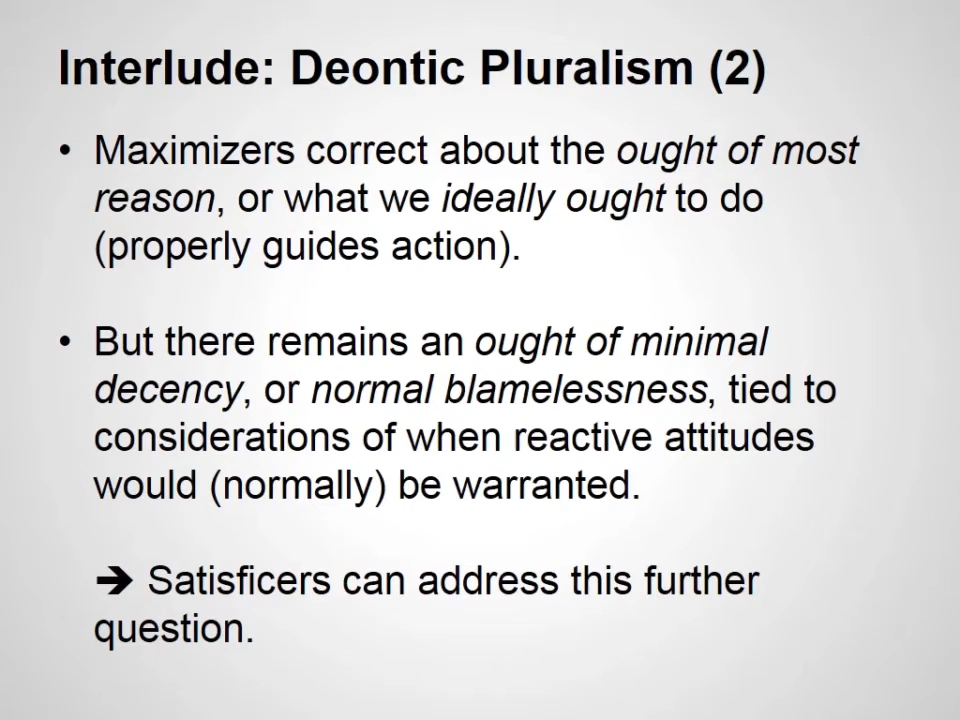 Interlude: Deontic Pluralism (2)
• Maximizers correct about the ought of most
reason, or what we ideally ought to do
(properly guides action).
• But there remains an ought of minimal
decency, or normal blamelessness, tied to
considerations of when reactive attitudes
would (normally) be warranted.
➔ Satisficers can address this further
question.